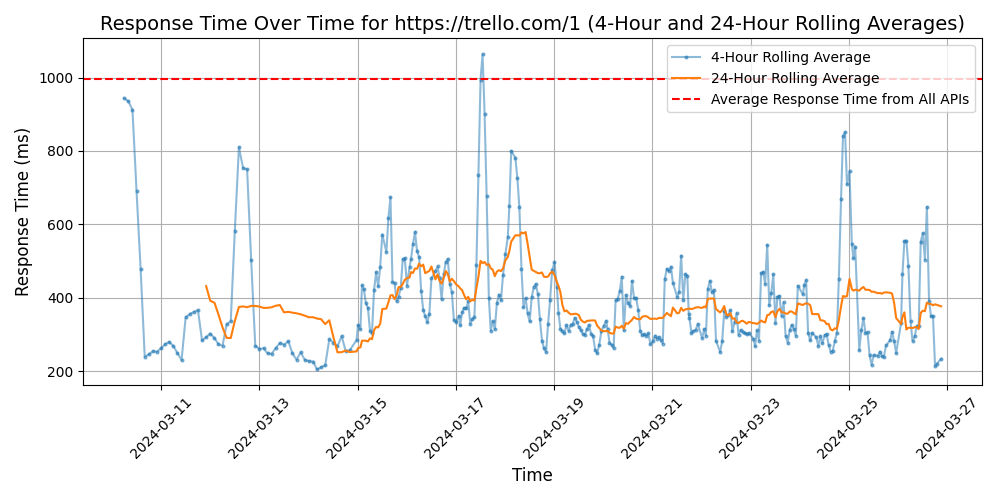 Response Time Over Time for https://trello.com/1 (4-Hour and 24-Hour Rolling Averages)
4-Hour Rolling Average
24-Hour Rolling Average
Average Response Time from All APIs
Response Time (ms)
1000
800
600
400
200
2024-03-11
2024-03-13
2024-03-15
2024-03-17
2024-03-19
2024-03-21
2024-03-23
2024-03-25
2024-03-27
Time